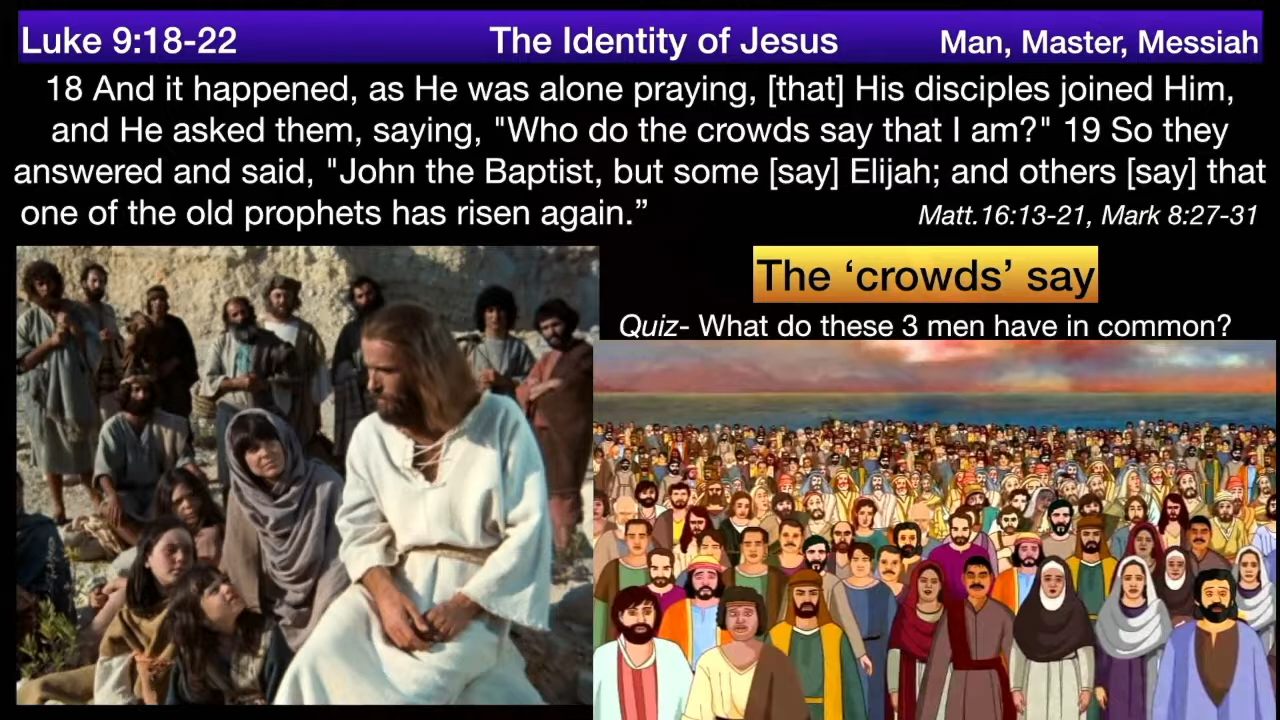 Luke 9:18-22 The Identity of Jesus Man, Master, Messiah
18 And it happened, as He was alone praying, [that] His disciples joined Him,
and He asked them, saying, "Who do the crowds say that I am?" 19 So they
answered and said, "John the Baptist, but some [say] Elijah; and others [say] that
one of the old prophets has risen again.” Matt.16:13-21, Mark 8:27-31
The ‘crowds’ say
Quiz- What do these 3 men have in common?